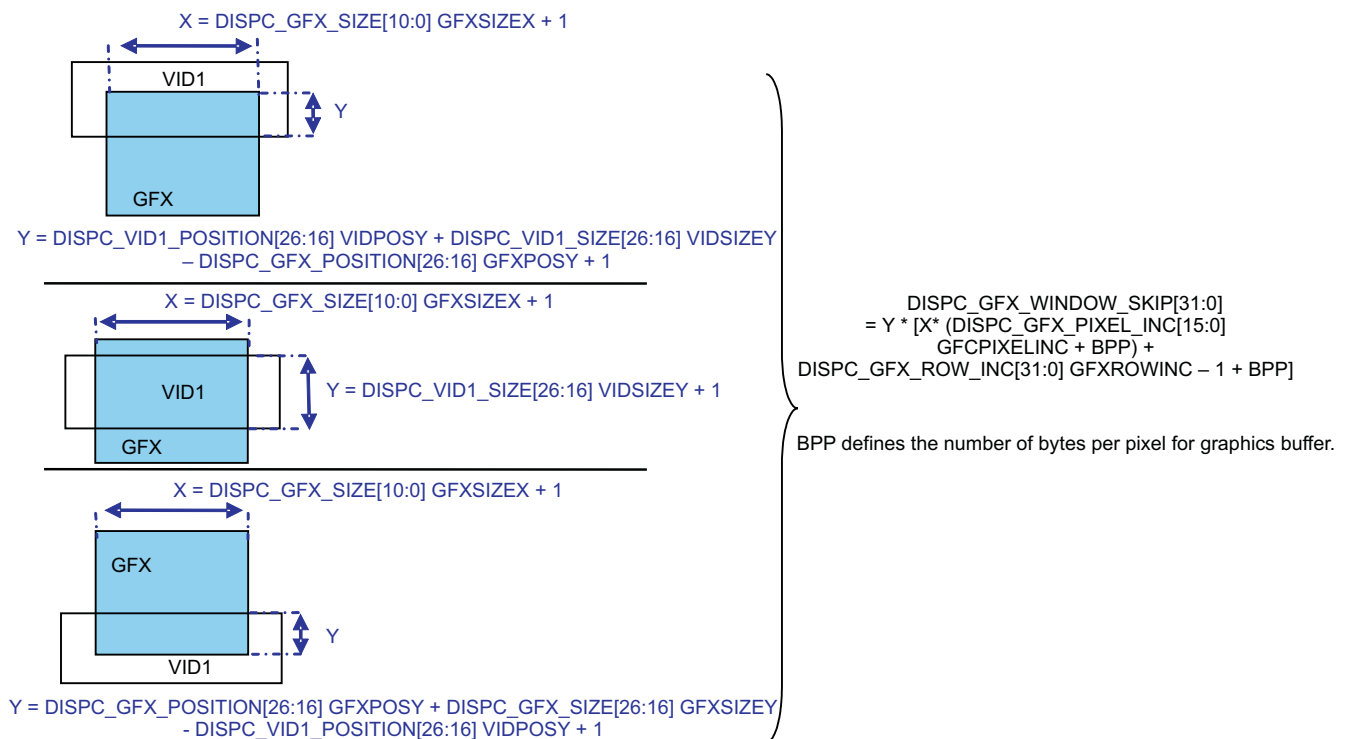 X = DISPC_GFX_SIZE[10:0] GFXSIZEX + 1
VID1
Y
GFX
Y = DISPC_VID1_POSITION[26:16] VIDPOSY + DISPC_VID1_SIZE[26:16] VIDSIZEY
– DISPC_GFX_POSITION[26:16] GFXPOSY + 1
X = DISPC_GFX_SIZE[10:0] GFXSIZEX + 1
VID1
Y = DISPC_VID1_SIZE[26:16] VIDSIZEY + 1
GFX
X = DISPC_GFX_SIZE[10:0] GFXSIZEX + 1
GFX
Y
VID1
Y = DISPC_GFX_POSITION[26:16] GFXPOSY + DISPC_GFX_SIZE[26:16] GFXSIZEY
- DISPC_VID1_POSITION[26:16] VIDPOSY + 1
DISPC_GFX_WINDOW_SKIP[31:0]
= Y * [X* (DISPC_GFX_PIXEL_INC[15:0]
GFCPIXELINC + BPP) +
DISPC_GFX_ROW_INC[31:0] GFXROWINC – 1 + BPP]
BPP defines the number of bytes per pixel for graphics buffer.